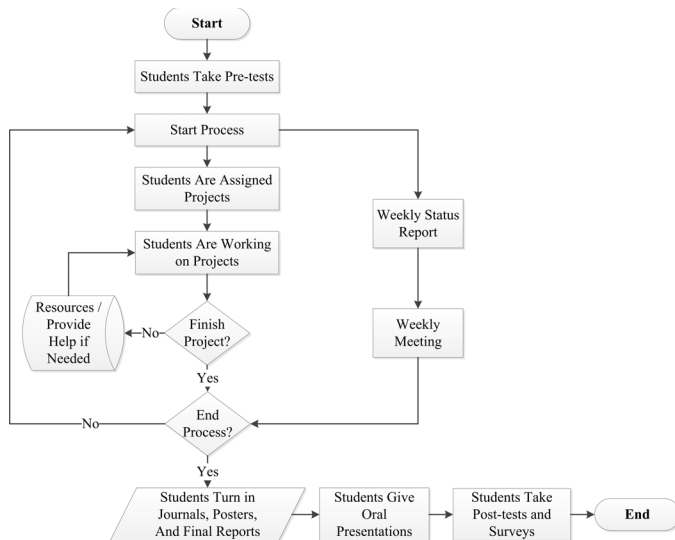 Start
Students Take Pre-tests
Start Process
Students Are Assigned
Projects
Weekly Status
Report
Students Are Working
on Projects
Resources /
Provide
Help if
Needed
No
Finish
Project?
Weekly
Meeting
Yes
No
End
Process?
Yes
Students Turn in
Journals, Posters,
And Final Reports
Students Give
Oral
Presentations
Students Take
Post-tests and
Surveys
End